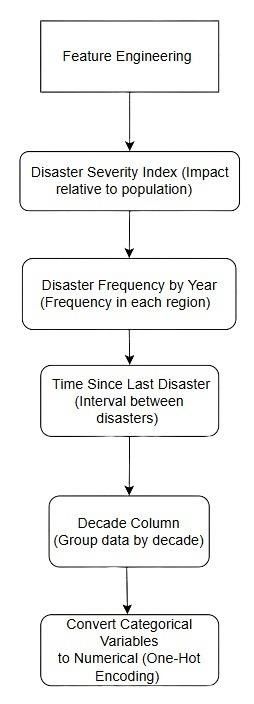 Feature Engineering
Disaster Severity Index (Impact
relative to population)
Disaster Frequency by Year
(Frequency in each region)
Time Since Last Disaster
(Interval between
disasters)
Decade Column
(Group data by decade)
Convert Categorical
Variables
to Numerical (One-Hot
Encoding)